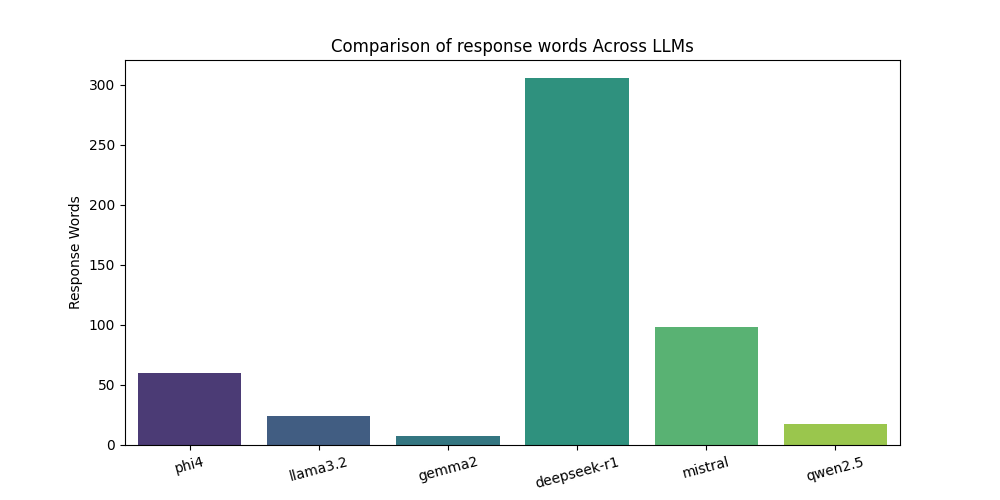 Comparison of response words Across LLMs
Response Words
300
250
200
150
100
50
0
phi4
llama3.2
gemma2
deepseek-r1
mistral
qwen2.5